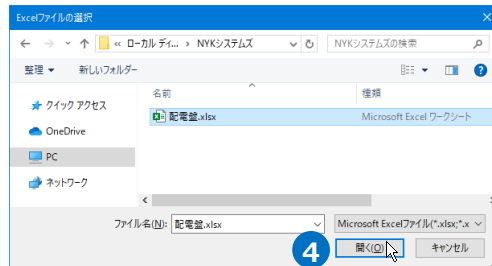 Excelファイルの選択
« ローカル ディ... > NYKシステムズ
NYKシステムズの検索
整理 新しいフォルダー
名前 種類
クイック アクセス
配電盤.xlsx Microsoft Excel ワークシート
OneDrive
PC
ネットワーク
ファイル名(N): 配電盤.xlsx Microsoft Excelファイル(*.xlsx;*.x
4 開く(O) キャンセル